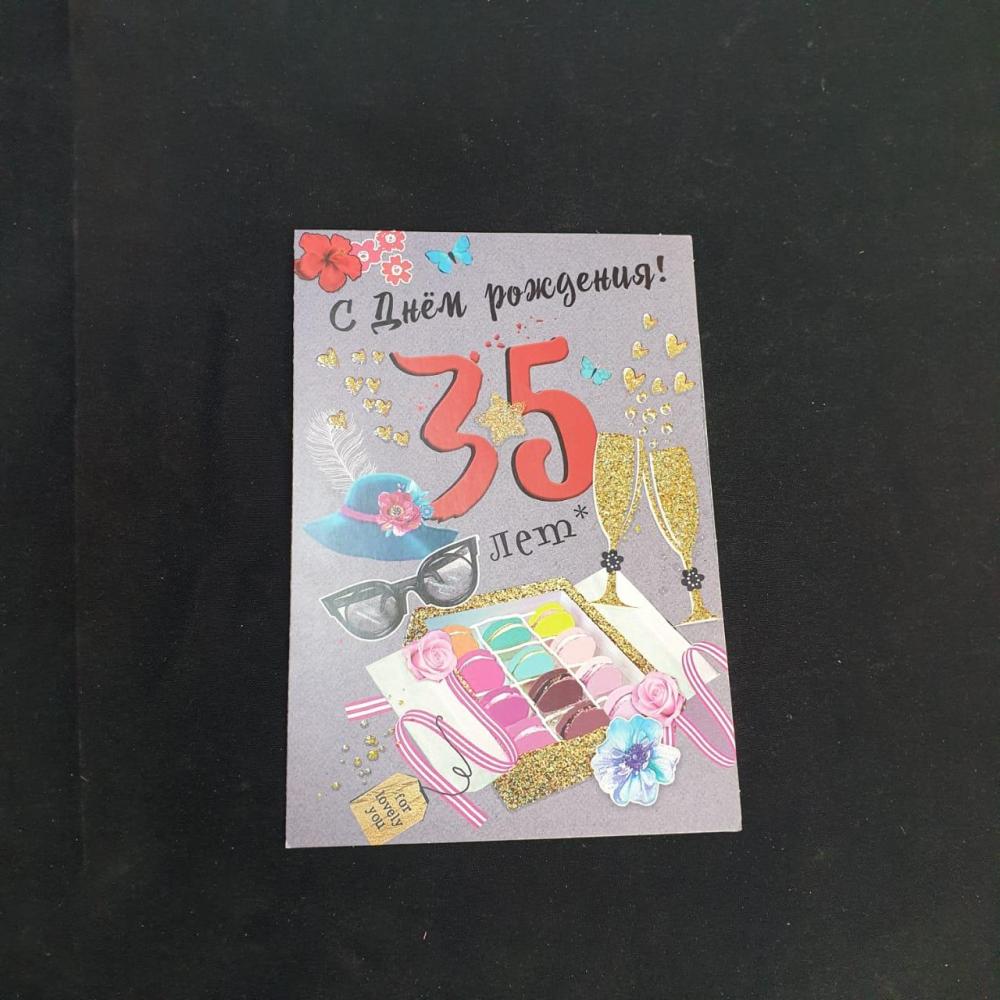 С Днём рождения!
35
лет*
for
lovely
you